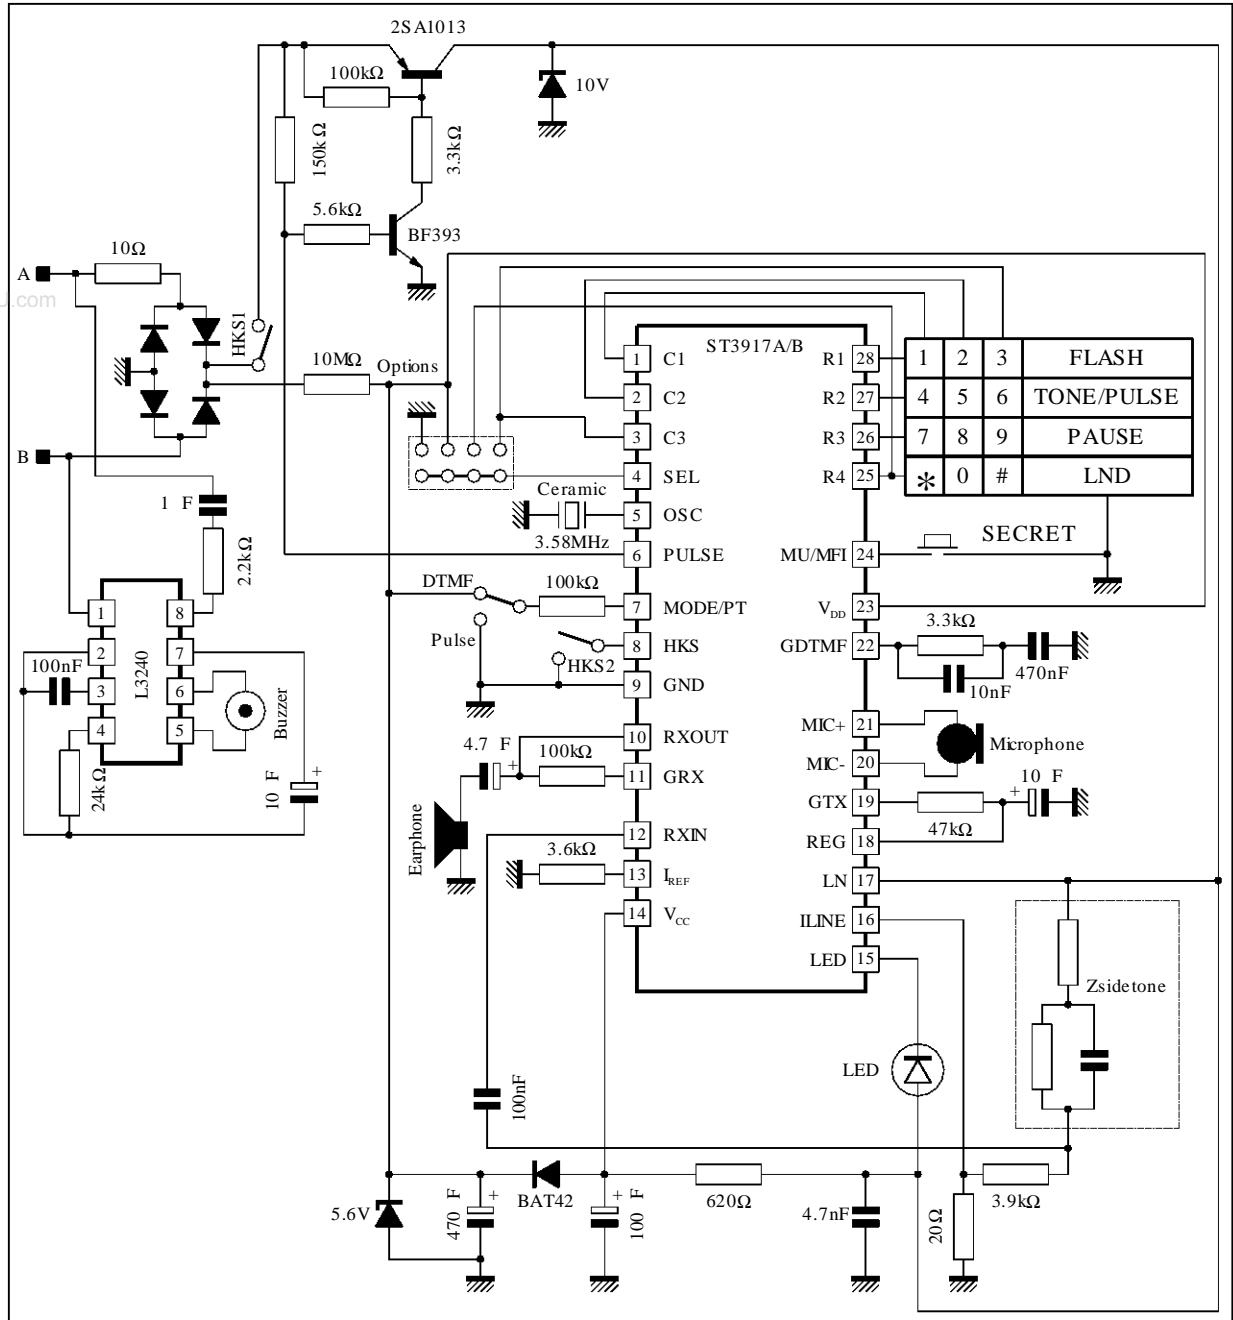 2SA1013
100kΩ
10V
150kΩ
3.3kΩ
5.6kΩ
BF393
A
10Ω
.com
HKS1
10MΩ
Options
B
ST3917A/B
1 C1
2 C2
3 C3
4 SEL
5 OSC
6 PULSE
7 MODE/PT
8 HKS
9 GND
10 RXOUT
11 GRX
12 RXIN
13 IREF
14 VCC
R1 28
R2 27
R3 26
R4 25
MU/MFI 24
VDD 23
GDTMF 22
MIC+ 21
MIC- 20
GTX 19
REG 18
LN 17
ILINE 16
LED 15
1 2 3 FLASH
4 5 6 TONE/PULSE
7 8 9 PAUSE
* 0 # LND
SECRET
Ceramic
3.58MHz
1 F
2.2kΩ
DTMF
100kΩ
Pulse
HKS2
1 8
2 7
3 6
4 5
L3240
100nF
Buzzer
24kΩ
10 F
+
4.7 F
+
100kΩ
Earphone
3.6kΩ
3.3kΩ
10nF
470nF
Microphone
10 F
+
47kΩ
Zsidetone
LED
100nF
5.6V
470 F
+
BAT42
100 F
+
620Ω
4.7nF
20Ω
3.9kΩ